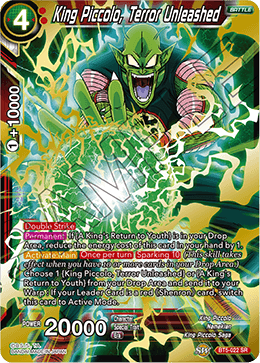 4
King Piccolo, Terror Unleashed
BATTLE
1+10000
Double Strike
Permanent If [A King's Return to Youth] is in your Drop
Area, reduce the energy cost of this card in your hand by 1.
Activate:Main Once per turn Sparking 10 (This skill takes
effect when you have 10 or more cards in your Drop Area):
Choose 1 [King Piccolo, Terror Unleashed] or [A King's
Return to Youth] from your Drop Area and send it to your
Warp. If your Leader Card is a red {Shenron} card, switch
this card to Active Mode.
POWER 20000
Character King Piccolo
Special Trait Namekian
Era King Piccolo Saga
BT5-022 SR